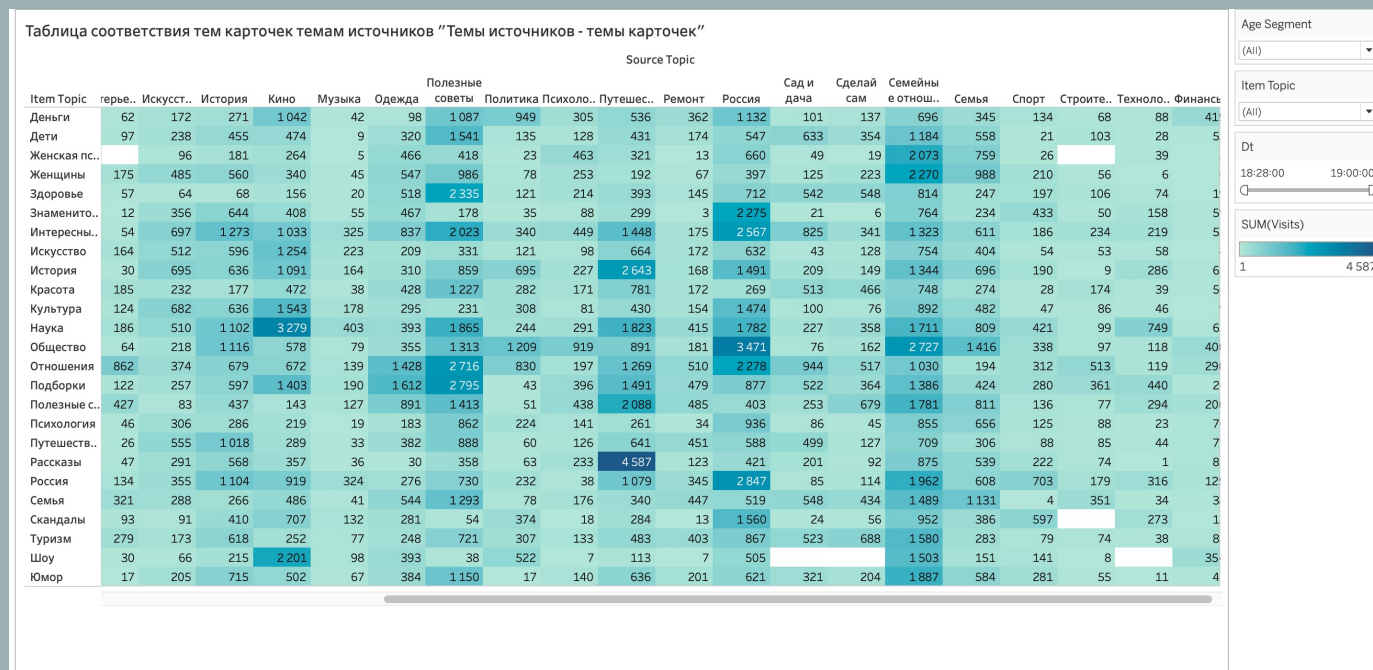 Таблица соответствия тем карточек темам источников "Темы источников - темы карточек"
Source Topic
Item Topic терье.. Искусст.. История Кино Музыка Одежда Полезные советы Политика Психоло.. Путешес.. Ремонт Россия Сад и дача Сделай сам Семейны е отнош.. Семья Спорт Строите.. Техноло.. Финансы
Деньги 62 172 271 1 042 42 98 1 087 949 305 536 362 1 132 101 137 696 345 134 68 88 41
Дети 97 238 455 474 9 320 1 541 135 128 431 174 547 633 354 1 184 558 21 103 28 5
Женская пс.. 96 181 264 5 466 418 23 463 321 13 660 49 19 2 073 759 26 39
Женщины 175 485 560 340 45 547 986 78 253 192 67 397 125 223 2 270 988 210 56 6
Здоровье 57 64 68 156 20 518 2 335 121 214 393 145 712 542 548 814 247 197 106 74 1
Знаменито.. 12 356 644 408 55 467 178 35 88 299 3 2 275 21 6 764 234 433 50 158 5
Интересны.. 54 697 1 273 1 033 325 837 2 023 340 449 1 448 175 2 567 825 341 1 323 611 186 234 219 5
Искусство 164 512 596 1 254 223 209 331 121 98 664 172 632 43 128 754 404 54 53 58
История 30 695 636 1 091 164 310 859 695 227 2 643 168 1 491 209 149 1 344 696 190 9 286 6
Красота 185 232 177 472 38 428 1 227 282 171 781 172 269 513 466 748 274 28 174 39 5
Культура 124 682 636 1 543 178 295 231 308 81 430 154 1 474 100 76 892 482 47 86 46
Наука 186 510 1 102 3 279 403 393 1 865 244 291 1 823 415 1 782 227 358 1 711 809 421 99 749 6
Общество 64 218 1 116 578 79 355 1 313 1 209 919 891 181 3 471 76 162 2 727 1 416 338 97 118 40
Отношения 862 374 679 672 139 1 428 2 716 830 197 1 269 510 2 278 944 517 1 030 194 312 513 119 29
Подборки 122 257 597 1 403 190 1 612 2 795 43 396 1 491 479 877 522 364 1 386 424 280 361 440 2
Полезные с.. 427 83 437 143 127 891 1 413 51 438 2 088 485 403 253 679 1 781 811 136 77 294 20
Психология 46 306 286 219 19 183 862 224 141 261 34 936 86 45 855 656 125 88 23 7
Путешеств.. 26 555 1 018 289 33 382 888 60 126 641 451 588 499 127 709 306 88 85 44 7
Рассказы 47 291 568 357 36 30 358 63 233 4 587 123 421 201 92 875 539 222 74 1 8
Россия 134 355 1 104 919 324 276 730 232 38 1 079 345 2 847 85 114 1 962 608 703 179 316 12
Семья 321 288 266 486 41 544 1 293 78 176 340 447 519 548 434 1 489 1 131 4 351 34 3
Скандалы 93 91 410 707 132 281 54 374 18 284 13 1 560 24 56 952 386 597 273 1
Туризм 279 173 618 252 77 248 721 307 133 483 403 867 523 688 1 580 283 79 74 38 8
Шоу 30 66 215 2 201 98 393 38 522 7 113 7 505 1 503 151 141 8 35
Юмор 17 205 715 502 67 384 1 150 17 140 636 201 621 321 204 1 887 584 281 55 11 4
Age Segment
(All)
Item Topic
(All)
Dt
18:28:00 19:00:00
SUM(Visits)
1 4 587